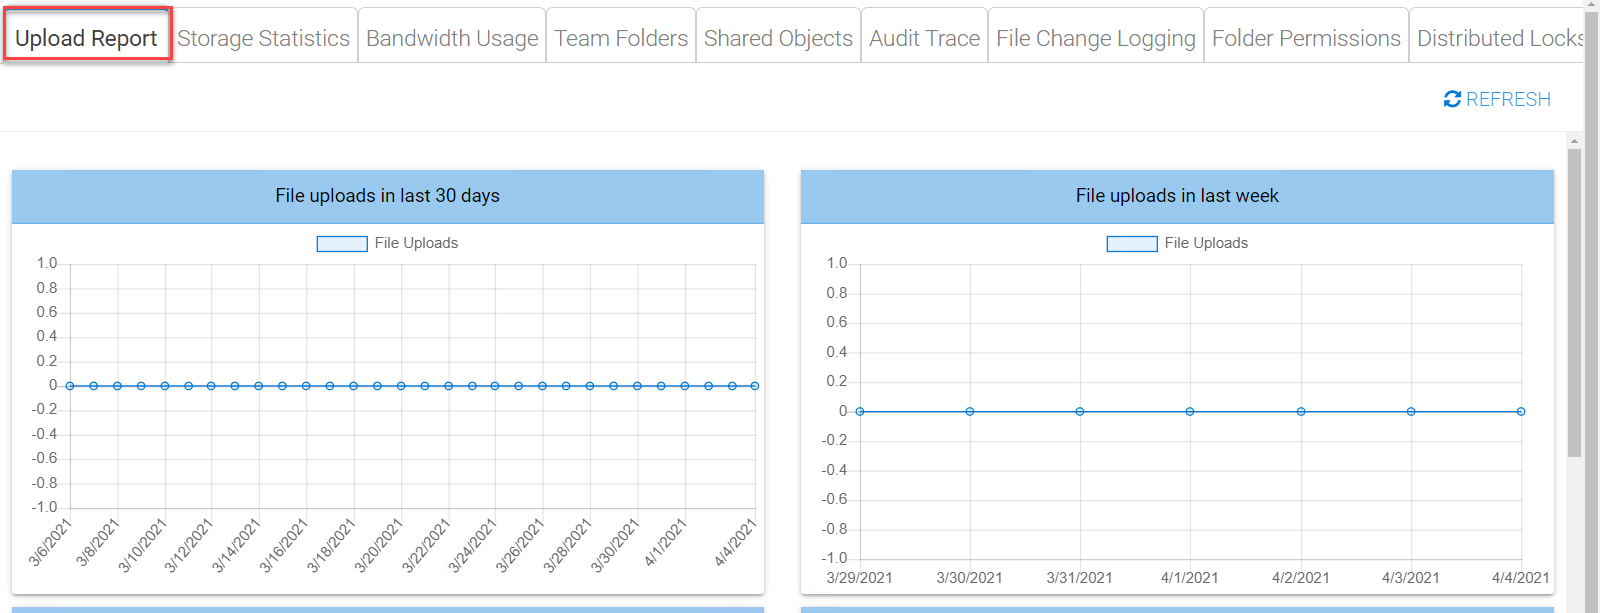 Upload Report Storage Statistics Bandwidth Usage Team Folders Shared Objects Audit Trace File Change Logging Folder Permissions Distributed Locks
REFRESH
File uploads in last 30 days
File Uploads
1.0
0.8
0.6
0.4
0.2
0
-0.2
-0.4
-0.6
-0.8
-1.0
3/6/2021 3/8/2021 3/10/2021 3/12/2021 3/14/2021 3/16/2021 3/18/2021 3/20/2021 3/22/2021 3/24/2021 3/26/2021 3/28/2021 3/30/2021 4/1/2021 4/4/2021
File uploads in last week
File Uploads
1.0
0.8
0.6
0.4
0.2
0
-0.2
-0.4
-0.6
-0.8
-1.0
3/29/2021 3/30/2021 3/31/2021 4/1/2021 4/2/2021 4/3/2021 4/4/2021